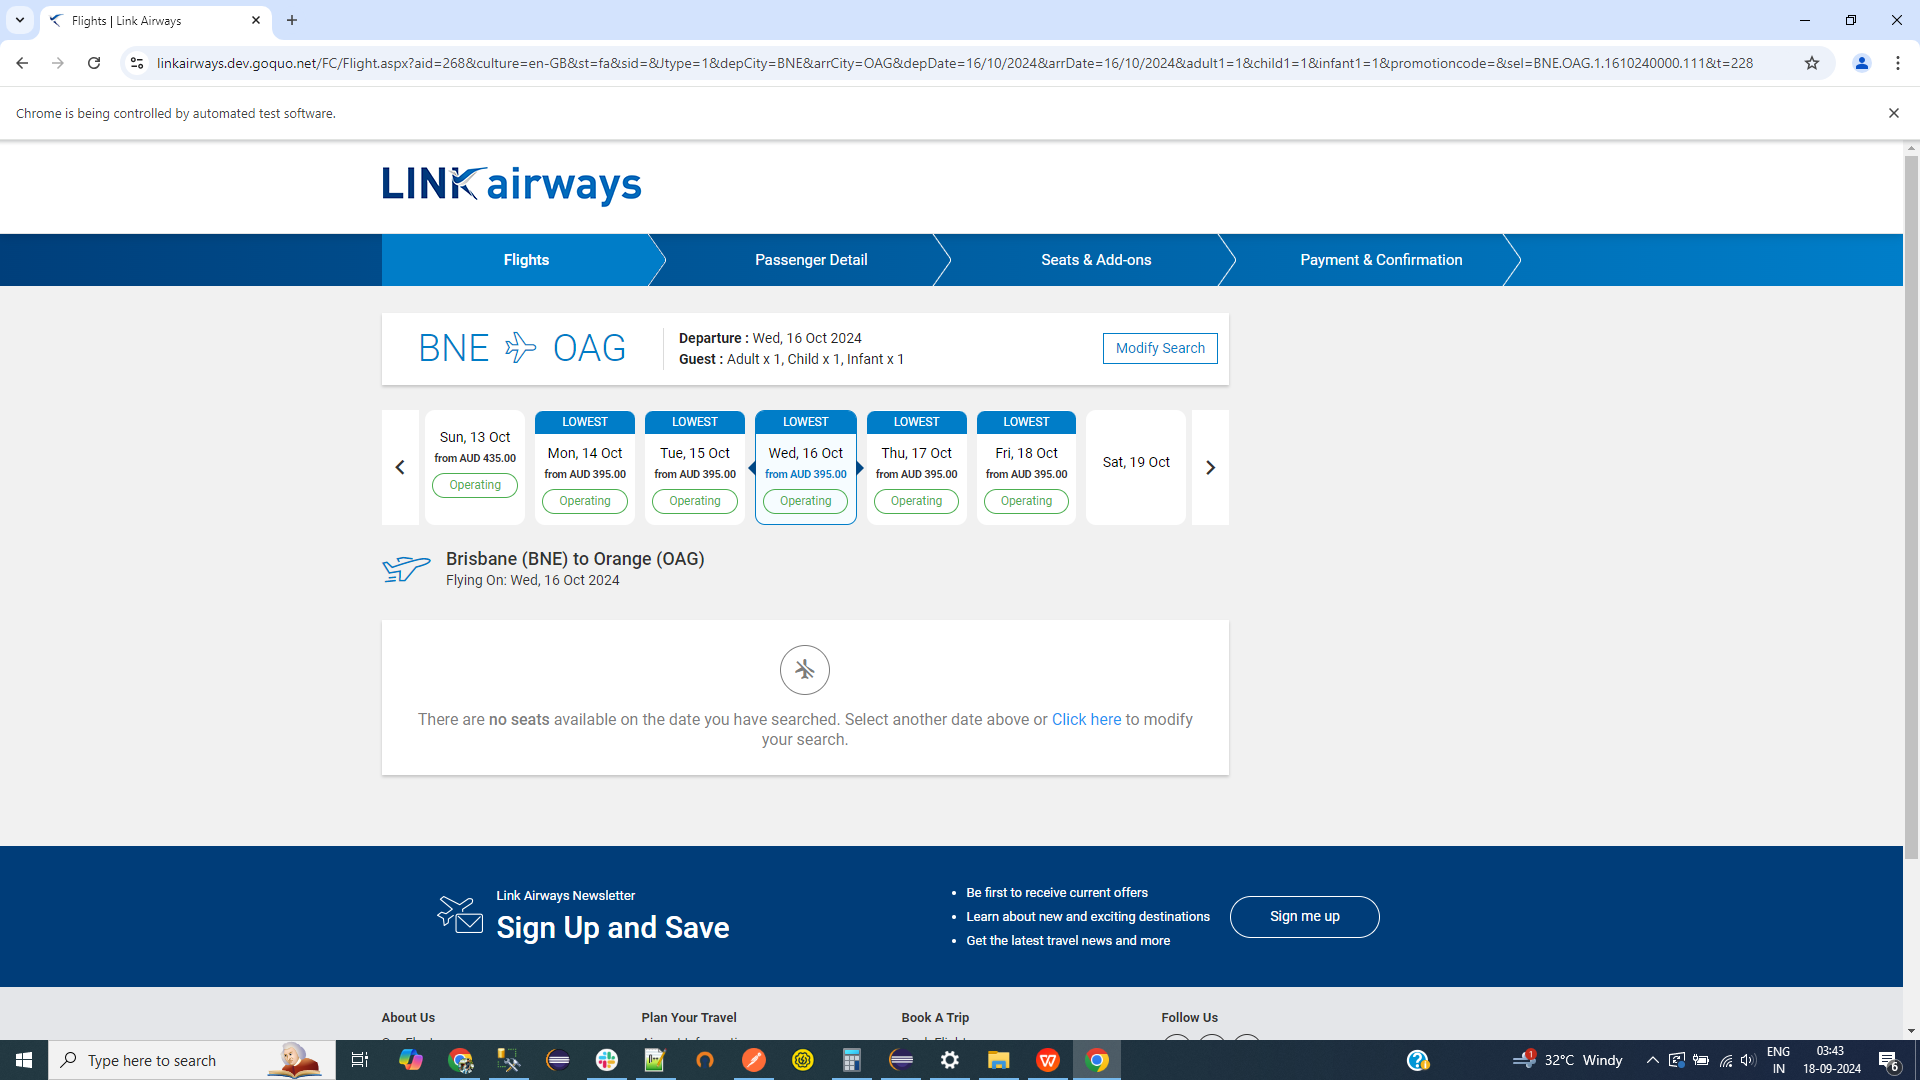 Flights | Link Airways
linkairways.dev.goquo.net/FC/Flight.aspx?aid=268&culture=en-GB&st=fa&sid=&Jtype=1&depCity=BNE&arrCity=OAG&depDate=16/10/2024&arrDate=16/10/2024&adult1=1&child1=1&infant1=1&promotioncode=&sel=BNE.OAG.1.1610240000.111&t=228
Chrome is being controlled by automated test software.
LINK airways
Flights
Passenger Detail
Seats & Add-ons
Payment & Confirmation
BNE OAG
Departure : Wed, 16 Oct 2024
Guest : Adult x 1, Child x 1, Infant x 1
Modify Search
Sun, 13 Oct
from AUD 435.00
Operating
LOWEST
Mon, 14 Oct
from AUD 395.00
Operating
LOWEST
Tue, 15 Oct
from AUD 395.00
Operating
LOWEST
Wed, 16 Oct
from AUD 395.00
Operating
LOWEST
Thu, 17 Oct
from AUD 395.00
Operating
LOWEST
Fri, 18 Oct
from AUD 395.00
Operating
Sat, 19 Oct
Brisbane (BNE) to Orange (OAG)
Flying On: Wed, 16 Oct 2024
There are no seats available on the date you have searched. Select another date above or Click here to modify
your search.
Link Airways Newsletter
Sign Up and Save
• Be first to receive current offers
• Learn about new and exciting destinations
• Get the latest travel news and more
Sign me up
About Us
Plan Your Travel
Book A Trip
Follow Us
Type here to search
32°C Windy
ENG
IN
03:43
18-09-2024
6